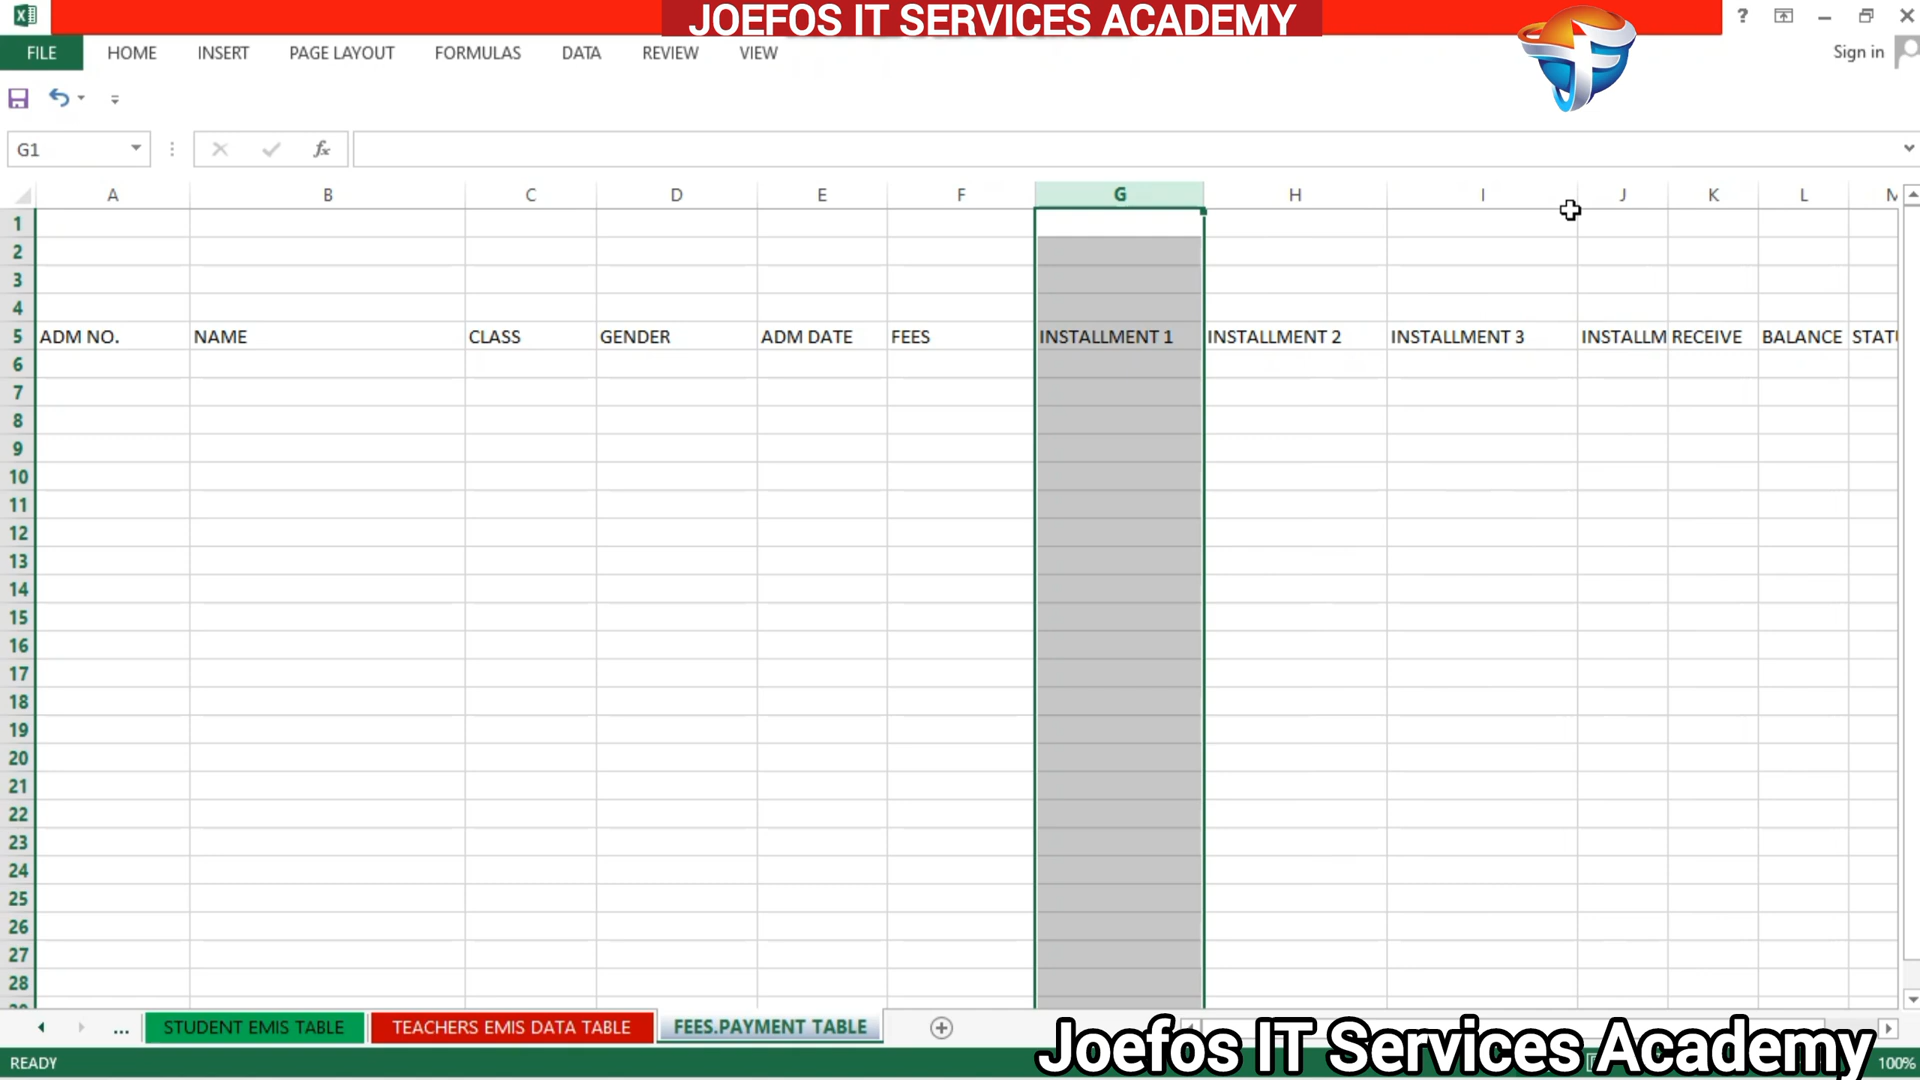 JOEFOS IT SERVICES ACADEMY
FILE HOME INSERT PAGE LAYOUT FORMULAS DATA REVIEW VIEW
Sign in
G1
fx
A B C D E F G H I J K L M
1
2
3
4
5 ADM NO. NAME CLASS GENDER ADM DATE FEES INSTALLMENT 1 INSTALLMENT 2 INSTALLMENT 3 INSTALLM RECEIVE BALANCE STATU
6
7
8
9
10
11
12
13
14
15
16
17
18
19
20
21
22
23
24
25
26
27
28
... STUDENT EMIS TABLE TEACHERS EMIS DATA TABLE FEES.PAYMENT TABLE
Joefos IT Services Academy
READY 100%